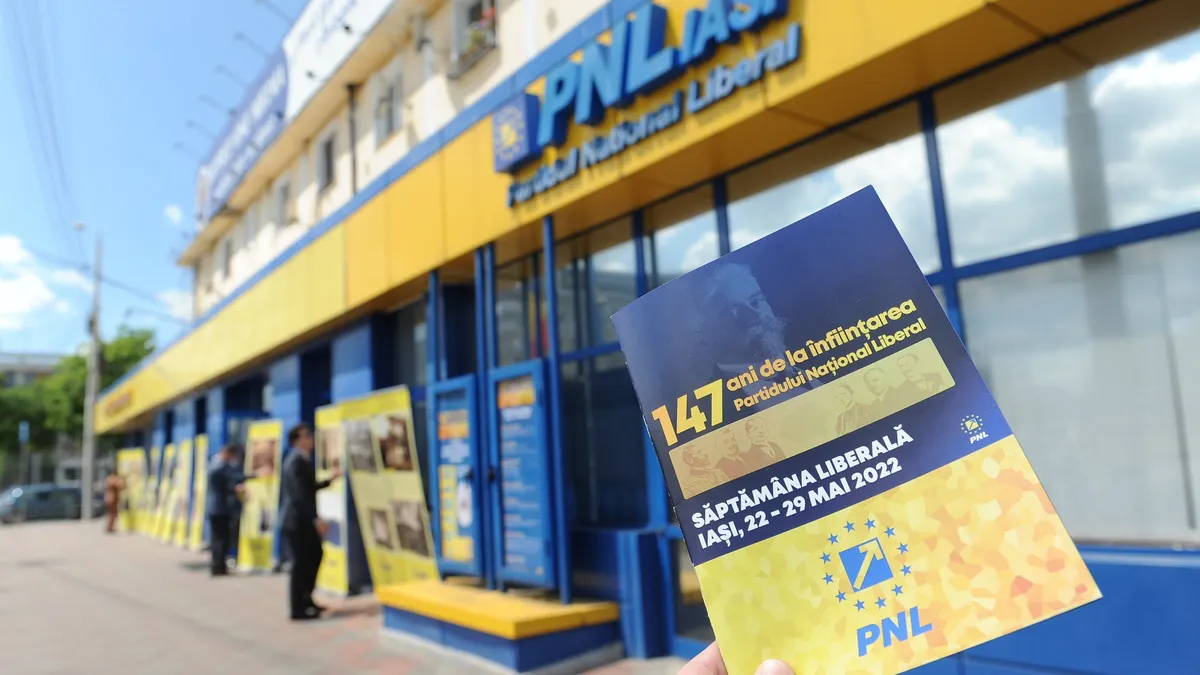 PNL IAȘI
Partidul Național Liberal
147 ani de la înființarea
Partidului Național Liberal
SĂPTĂMÂNA LIBERALĂ
IAȘI, 22 - 29 MAI 2022
PNL
PNL